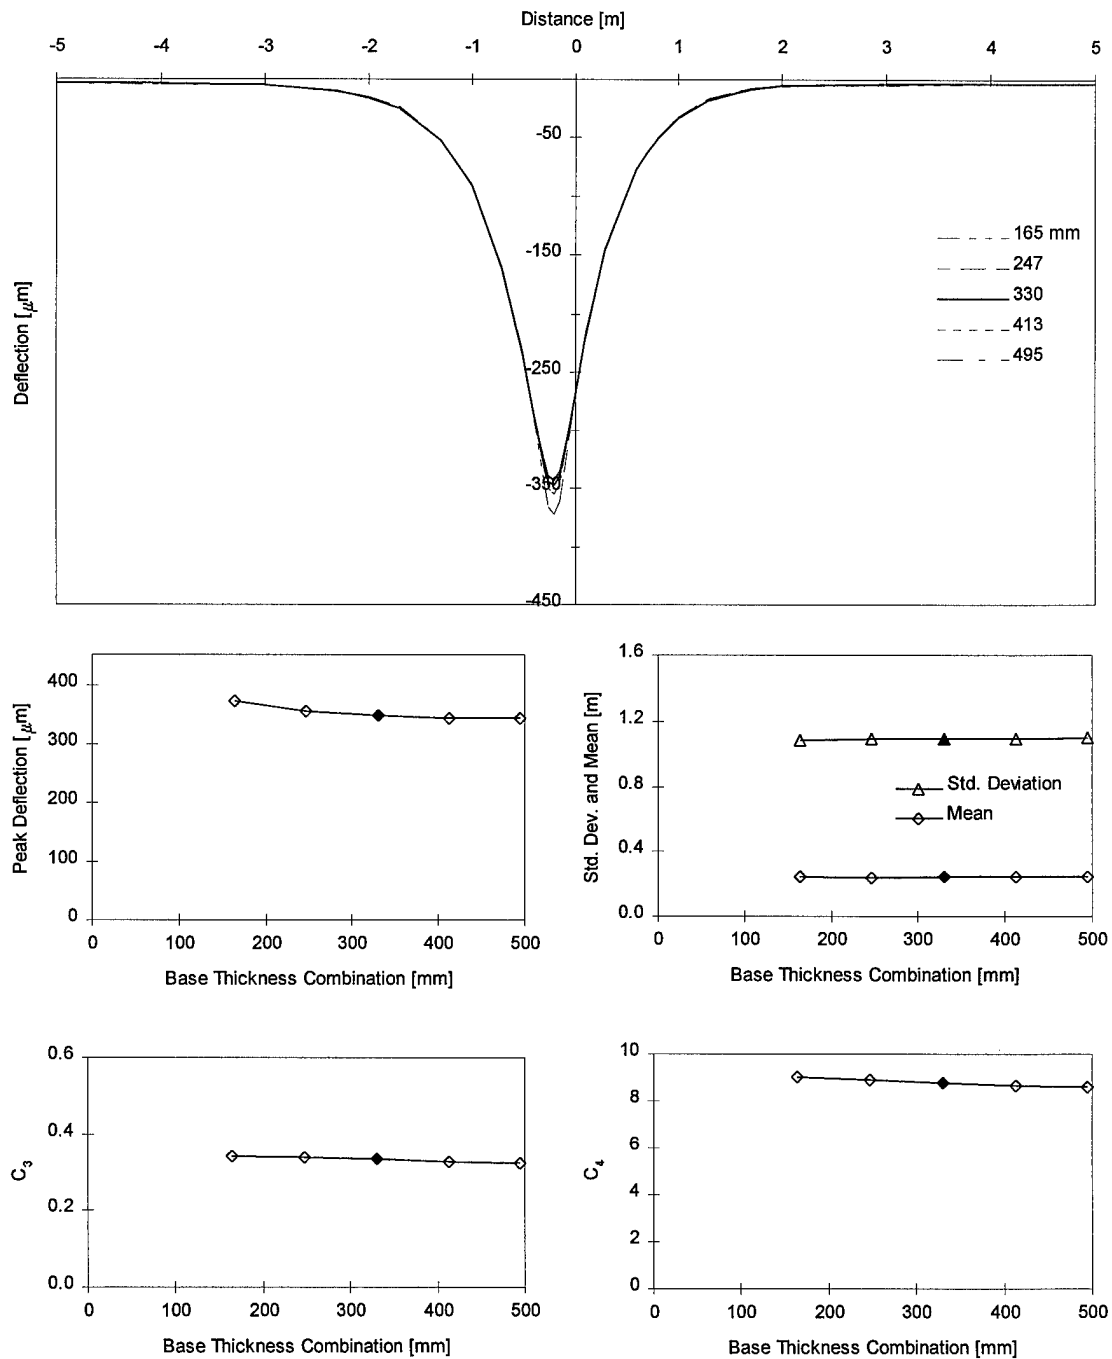 Distance [m]
-5 -4 -3 -2 -1 0 1 2 3 4 5
-50
-150
-250
-350
-450
Deflection [μm]
165 mm
247
330
413
495
400
300
200
100
0
Peak Deflection [μm]
0 100 200 300 400 500
Base Thickness Combination [mm]
1.6
1.2
0.8
0.4
0.0
Std. Dev. and Mean [m]
Std. Deviation
Mean
0 100 200 300 400 500
Base Thickness Combination [mm]
0.6
0.4
0.2
0.0
C₃
0 100 200 300 400 500
Base Thickness Combination [mm]
10
8
6
4
2
0
C₄
0 100 200 300 400 500
Base Thickness Combination [mm]